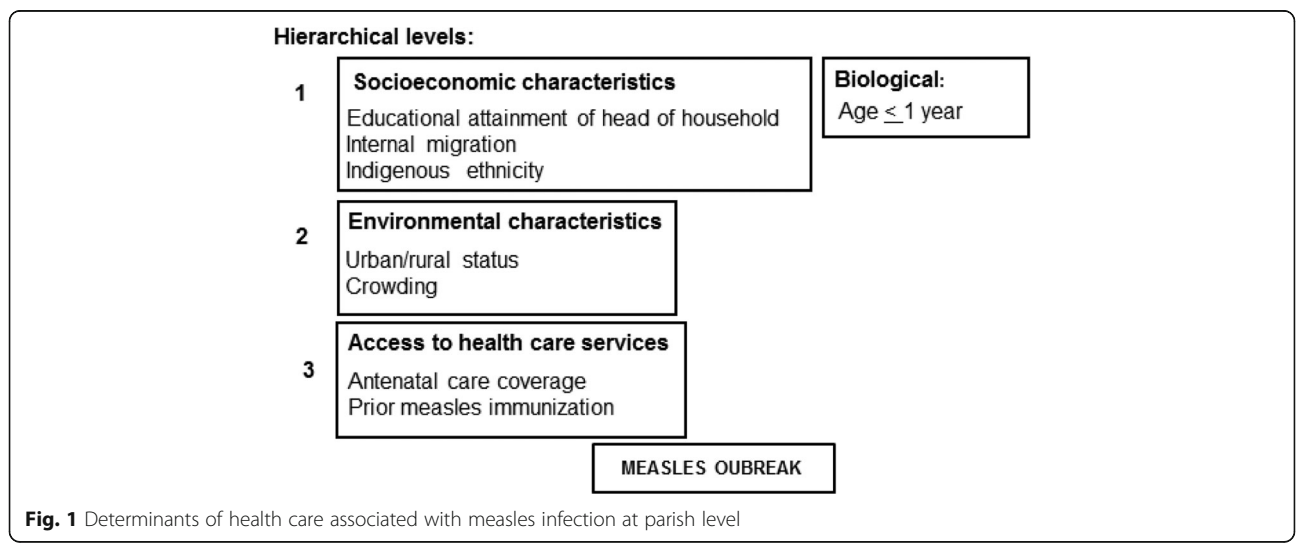 Hierarchical levels:
1
Socioeconomic characteristics
Educational attainment of head of household
Internal migration
Indigenous ethnicity
Biological:
Age ≤ 1 year
2
Environmental characteristics
Urban/rural status
Crowding
3
Access to health care services
Antenatal care coverage
Prior measles immunization
MEASLES OUBREAK
Fig. 1 Determinants of health care associated with measles infection at parish level